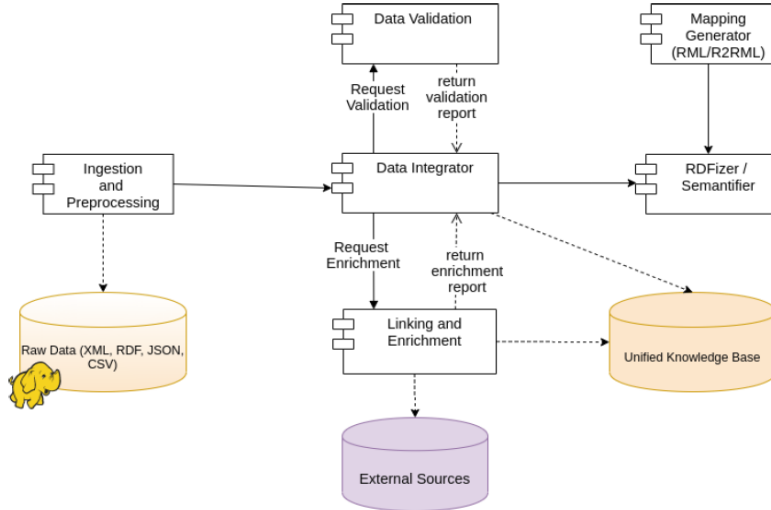 Data Validation
Mapping
Generator
(RML/R2RML)
Request
Validation
return
validation
report
Ingestion
and
Preprocessing
Data Integrator
RDFizer /
Semantifier
Request
Enrichment
return
enrichment
report
Raw Data (XML, RDF, JSON,
CSV)
Linking and
Enrichment
Unified Knowledge Base
External Sources